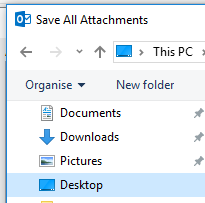 Save All Attachments
This PC
Organise
New folder
Documents
Downloads
Pictures
Desktop